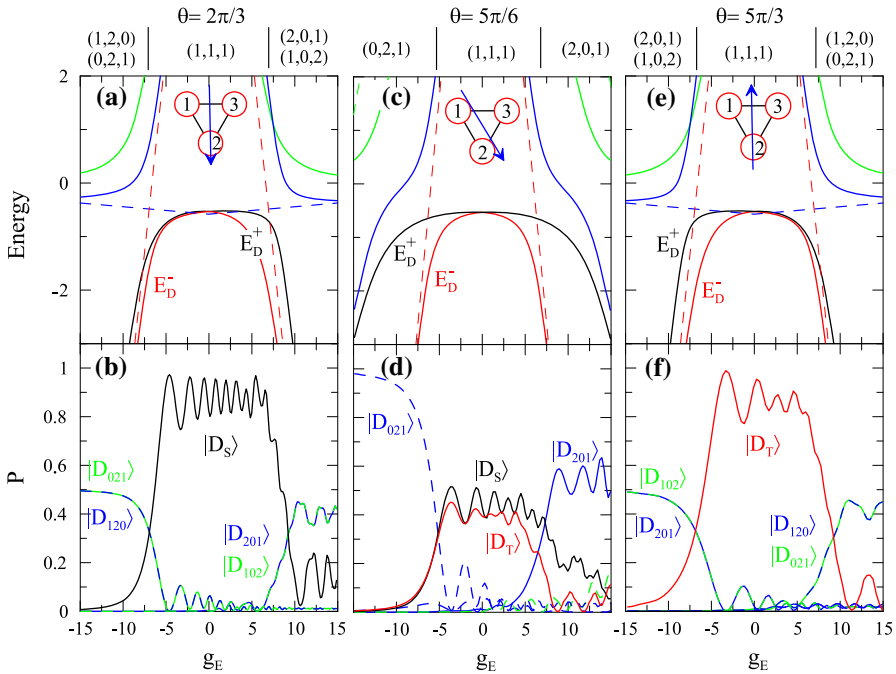 θ= 2π/3 θ= 5π/6 θ= 5π/3
(1,2,0) (2,0,1) (2,0,1) (1,2,0)
(0,2,1) (1,1,1) (1,0,2) (0,2,1) (1,1,1) (2,0,1) (1,0,2) (1,1,1) (0,2,1)
2 (a) (c) (e)
1 3 1 3 1 3
2 2 2
Energy 0
E_D^+ E_D^+ E_D^+
E_D^- E_D^- E_D^-
-2
1 (b) (d) (f)
0.8
|D_021⟩ |D_S⟩ |D_021⟩ |D_S⟩ |D_201⟩ |D_102⟩ |D_T⟩
P 0.6
0.4
|D_120⟩ |D_201⟩ |D_T⟩ |D_201⟩ |D_120⟩
|D_102⟩ |D_021⟩
0.2
0
-15 -10 -5 0 5 10 15 -10 -5 0 5 10 15 -10 -5 0 5 10 15
g_E g_E g_E